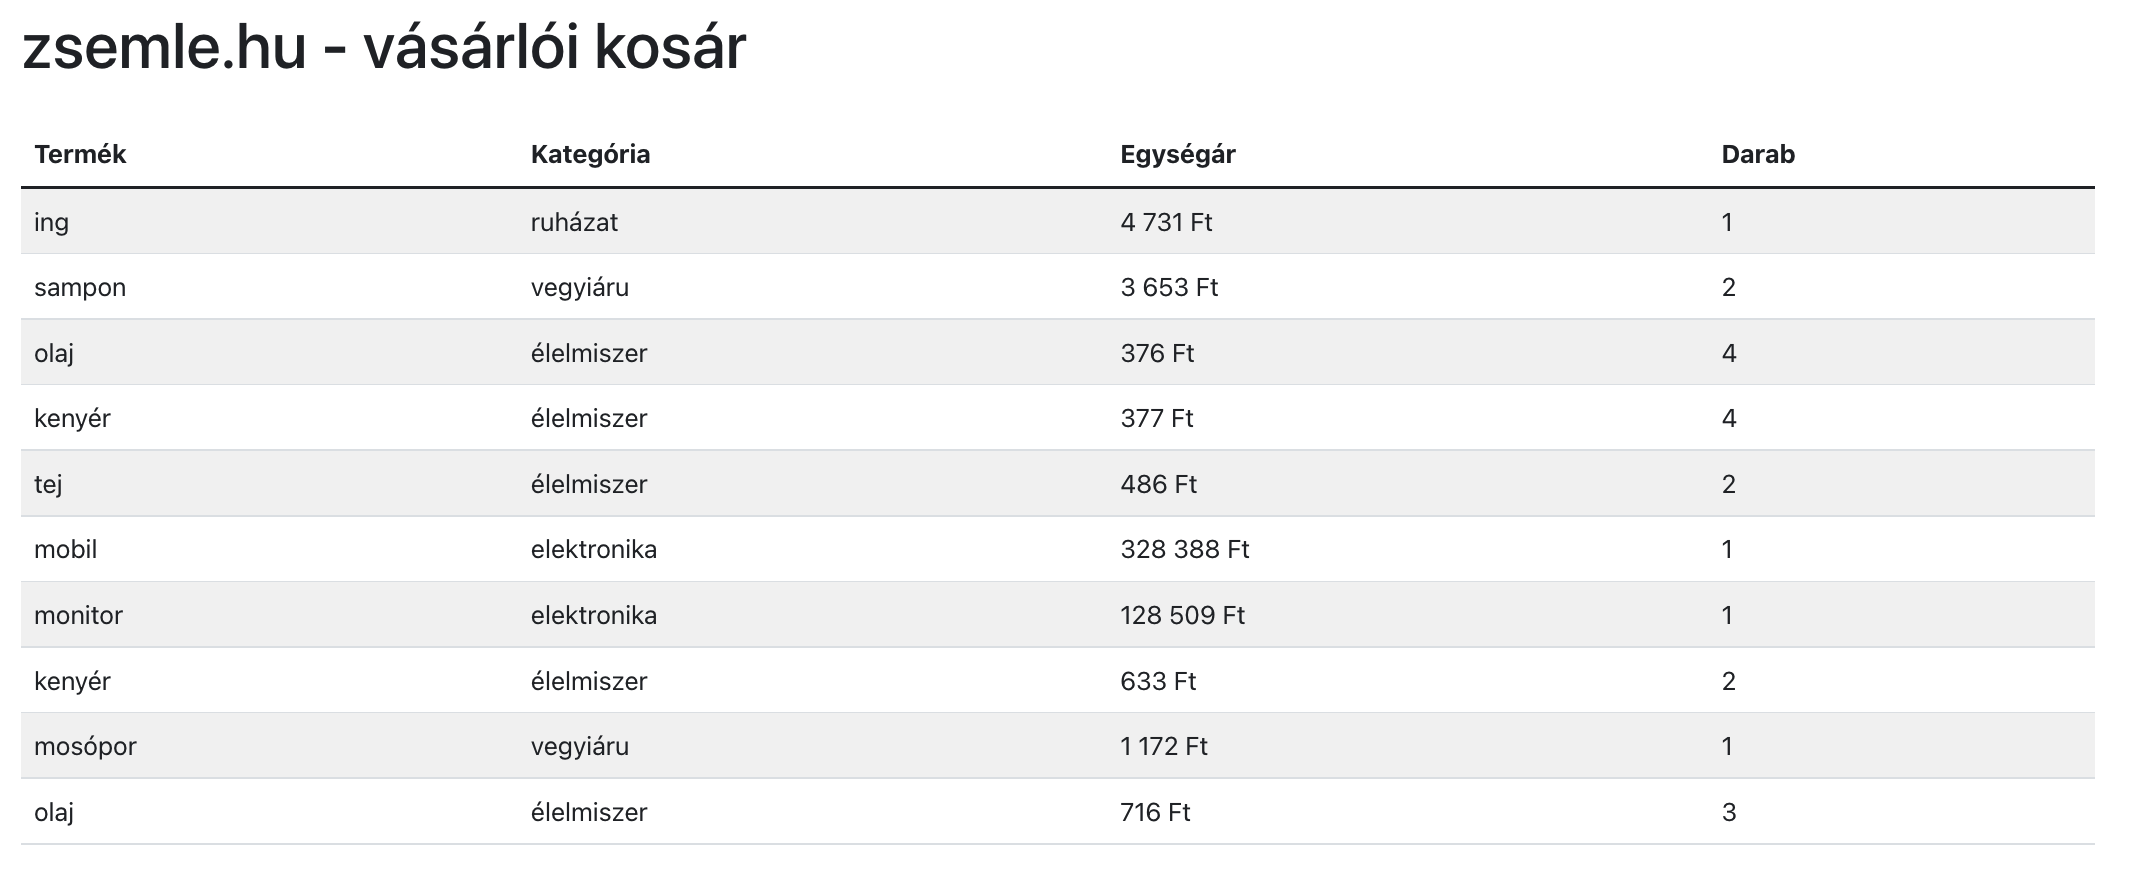 zsemle.hu - vásárlói kosár
Termék Kategória Egységár Darab
ing ruházat 4 731 Ft 1
sampon vegyiáru 3 653 Ft 2
olaj élelmiszer 376 Ft 4
kenyér élelmiszer 377 Ft 4
tej élelmiszer 486 Ft 2
mobil elektronika 328 388 Ft 1
monitor elektronika 128 509 Ft 1
kenyér élelmiszer 633 Ft 2
mosópor vegyiáru 1 172 Ft 1
olaj élelmiszer 716 Ft 3